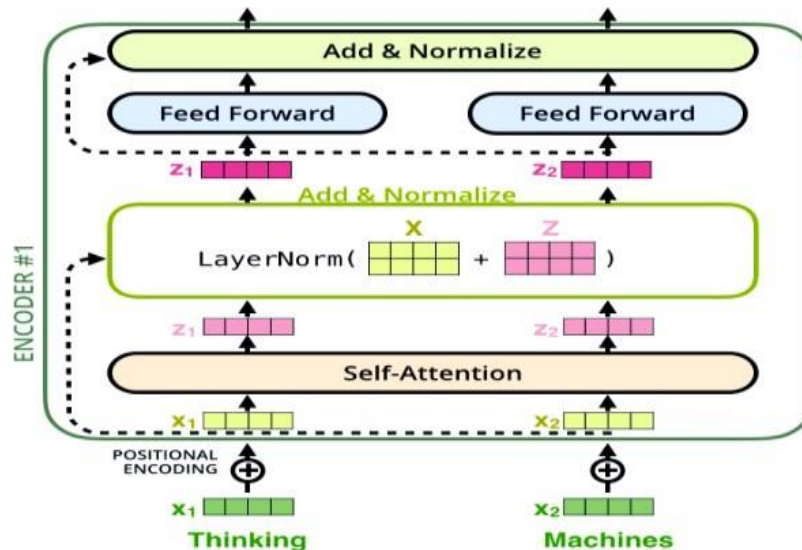 Add & Normalize
Feed Forward Feed Forward
z1 z2
Add & Normalize
X Z
LayerNorm( + )
z1 z2
Self-Attention
x1 x2
ENCODER #1
POSITIONAL
ENCODING
x1 x2
Thinking Machines